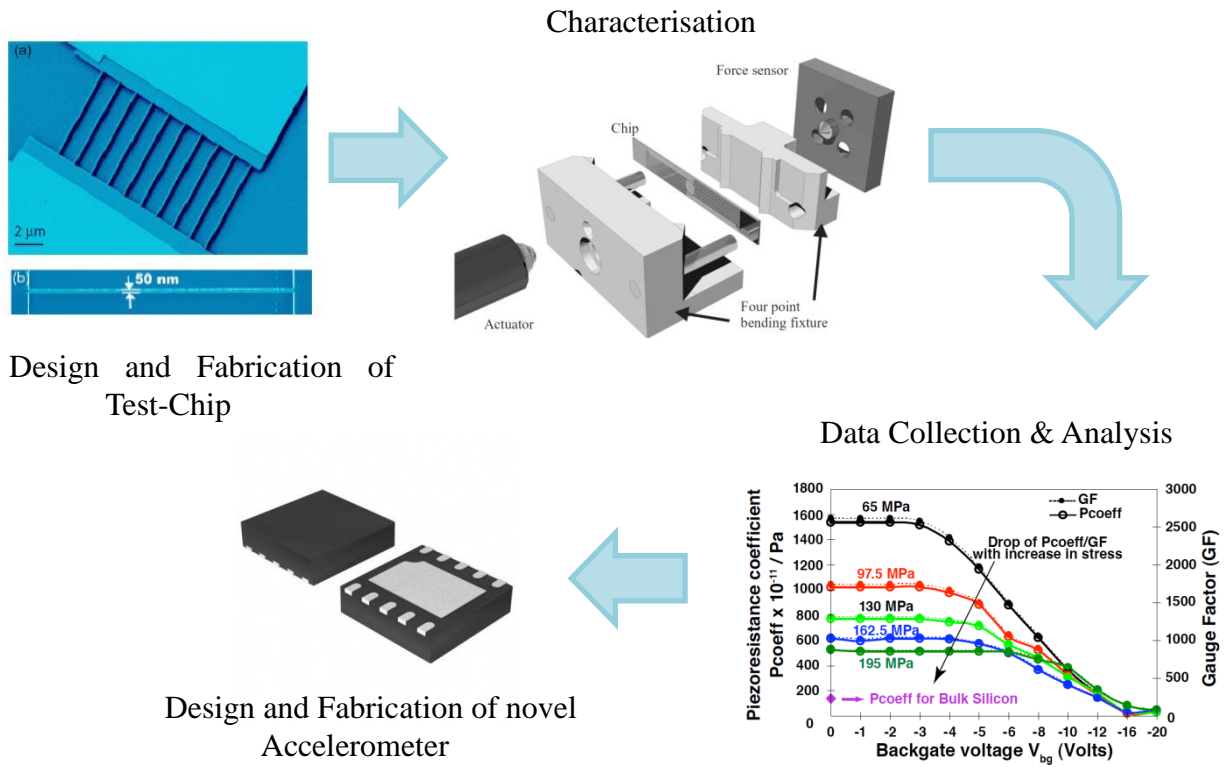 Characterisation
(a)
2 μm
(b)
50 nm
Force sensor
Chip
Actuator
Four point
bending fixture
Design and Fabrication of
Test-Chip
Data Collection & Analysis
Piezoresistance coefficient
Pcoeff x 10⁻¹¹ / Pa
1800
1600
1400
1200
1000
800
600
400
200
0
65 MPa
97.5 MPa
130 MPa
162.5 MPa
195 MPa
GF
Pcoeff
Drop of Pcoeff/GF
with increase in stress
Pcoeff for Bulk Silicon
3000
2500
2000
1500
1000
500
0
Gauge Factor (GF)
0 -1 -2 -3 -4 -5 -6 -8 -10 -12 -16 -20
Backgate voltage Vbg (Volts)
Design and Fabrication of novel
Accelerometer